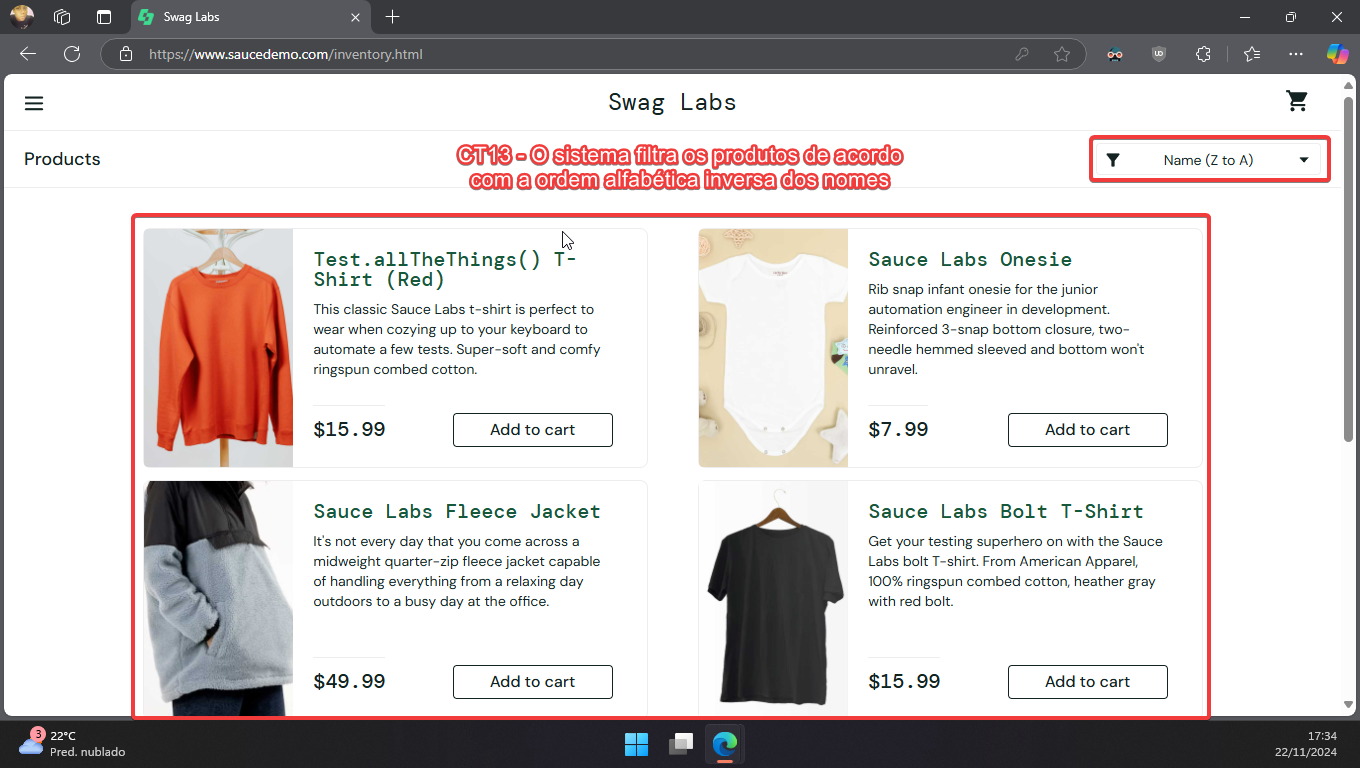 Swag Labs
https://www.saucedemo.com/inventory.html
UD
Swag Labs
Products
CT13 - O sistema filtra os produtos de acordo
com a ordem alfabética inversa dos nomes
Name (Z to A)
Test.allTheThings() T-
Shirt (Red)
This classic Sauce Labs t-shirt is perfect to
wear when cozying up to your keyboard to
automate a few tests. Super-soft and comfy
ringspun combed cotton.
$15.99
Add to cart
Sauce Labs Onesie
Rib snap infant onesie for the junior
automation engineer in development.
Reinforced 3-snap bottom closure, two-
needle hemmed sleeved and bottom won't
unravel.
$7.99
Add to cart
Sauce Labs Fleece Jacket
It's not every day that you come across a
midweight quarter-zip fleece jacket capable
of handling everything from a relaxing day
outdoors to a busy day at the office.
$49.99
Add to cart
Sauce Labs Bolt T-Shirt
Get your testing superhero on with the Sauce
Labs bolt T-shirt. From American Apparel,
100% ringspun combed cotton, heather gray
with red bolt.
$15.99
Add to cart
3
22°C
Pred. nublado
17:34
22/11/2024